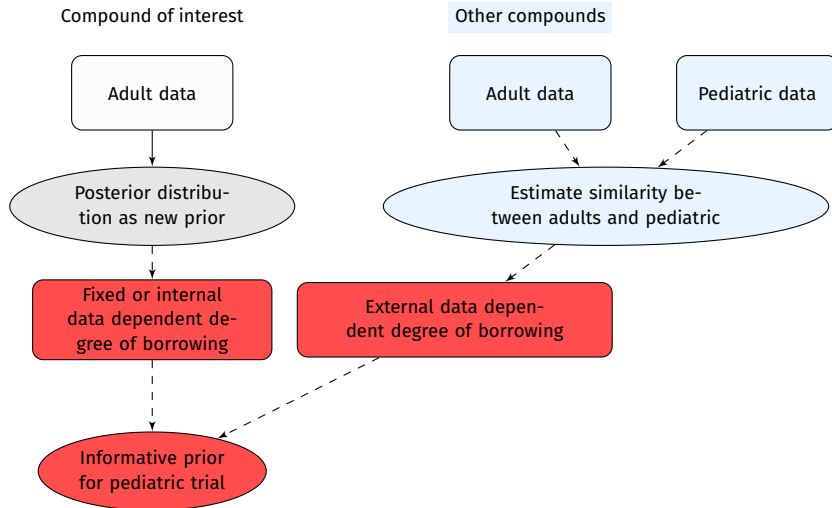 Compound of interest
Other compounds
Adult data
Adult data
Pediatric data
Posterior distribu-
tion as new prior
Estimate similarity be-
tween adults and pediatric
Fixed or internal
data dependent de-
gree of borrowing
External data depen-
dent degree of borrowing
Informative prior
for pediatric trial